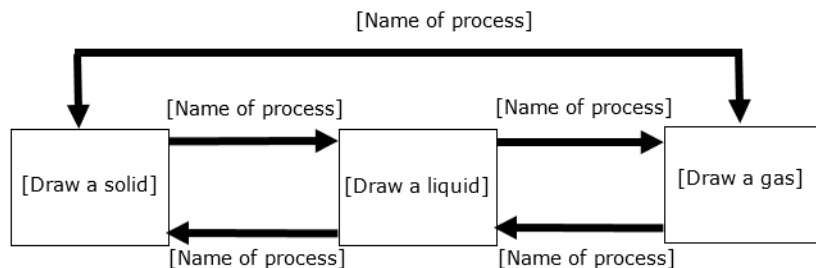 [Name of process]
[Name of process]
[Name of process]
[Draw a solid]
[Draw a liquid]
[Draw a gas]
[Name of process]
[Name of process]